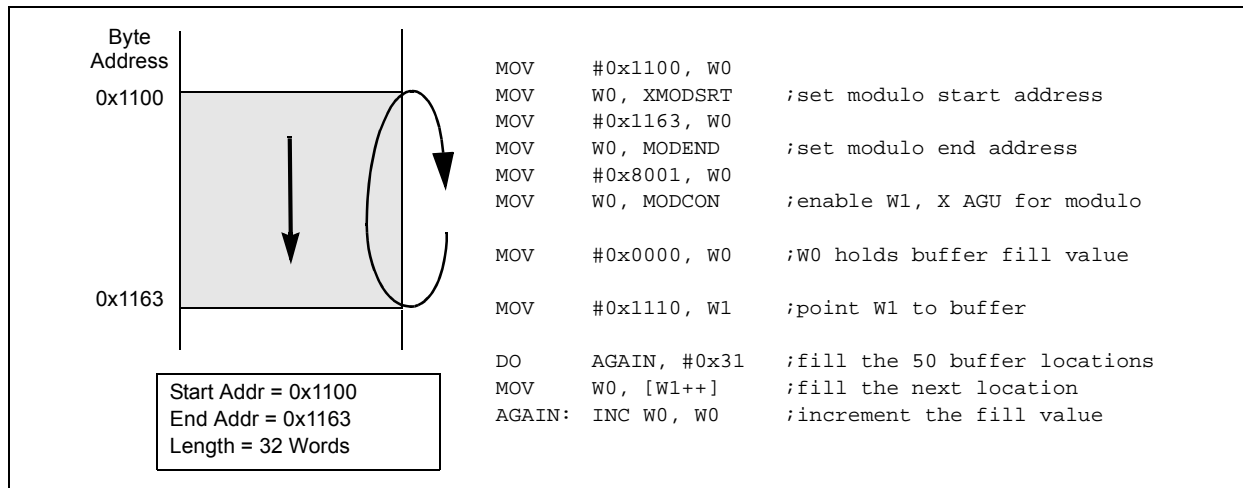 Byte
Address
0x1100
0x1163
Start Addr = 0x1100
End Addr = 0x1163
Length = 32 Words
MOV #0x1100, W0
MOV W0, XMODSRT ;set modulo start address
MOV #0x1163, W0
MOV W0, MODEND ;set modulo end address
MOV #0x8001, W0
MOV W0, MODCON ;enable W1, X AGU for modulo
MOV #0x0000, W0 ;W0 holds buffer fill value
MOV #0x1110, W1 ;point W1 to buffer
DO AGAIN, #0x31 ;fill the 50 buffer locations
MOV W0, [W1++] ;fill the next location
AGAIN: INC W0, W0 ;increment the fill value